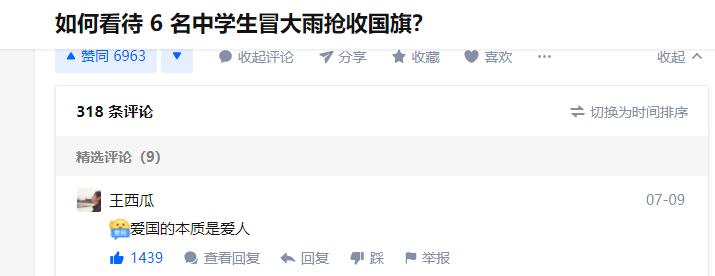 如何看待 6 名中学生冒大雨抢收国旗？
赞同 6963 收起评论 分享 收藏 喜欢 收起
318 条评论 切换为时间排序
精选评论（9）
王西瓜 07-09
爱国的本质是爱人
1439 查看回复 回复 踩 举报